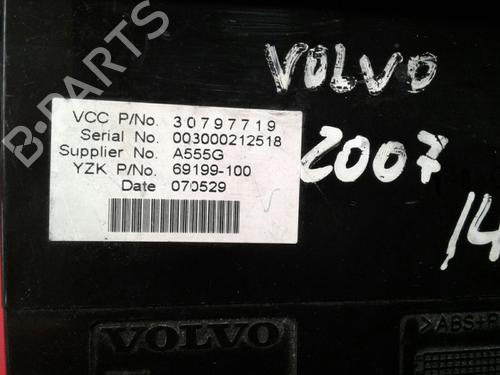 B-PARTS
VOLVO
2007
14
VCC P/No. 30797719
Serial No. 003000212518
Supplier No. A555G
YZK P/No. 69199-100
Date 070529
VOLVO
>ABS+P